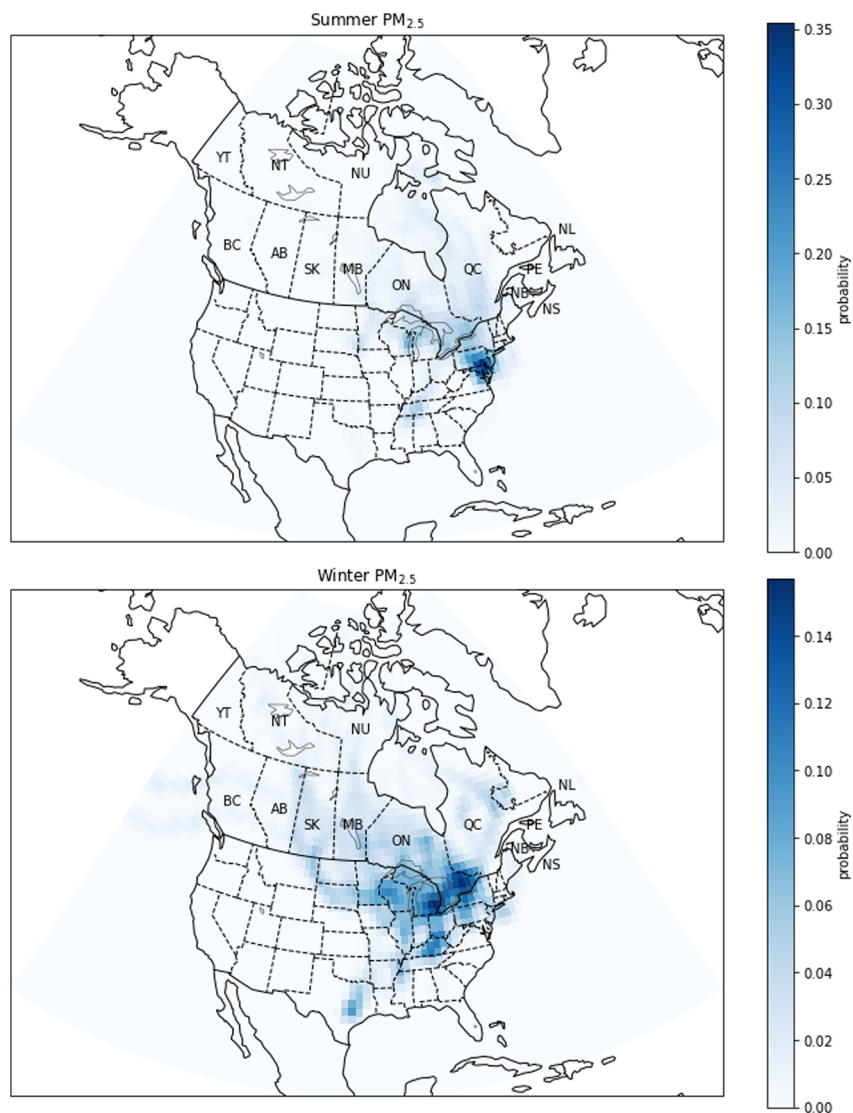 Summer PM2.5
0.35
0.30
0.25
0.20
0.15
0.10
0.05
0.00
probability
YT
NT
NU
BC
AB
SK
MB
ON
QC
NL
PE
NB
NS
Winter PM2.5
0.14
0.12
0.10
0.08
0.06
0.04
0.02
0.00
probability
YT
NT
NU
BC
AB
SK
MB
ON
QC
NL
PE
NB
NS